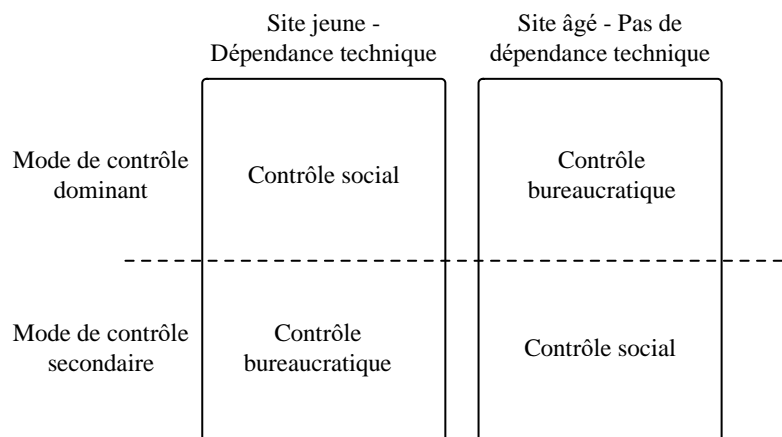 Site jeune -
Dépendance technique
Site âgé - Pas de
dépendance technique
Mode de contrôle
dominant
Contrôle social
Contrôle
bureaucratique
Mode de contrôle
secondaire
Contrôle
bureaucratique
Contrôle social